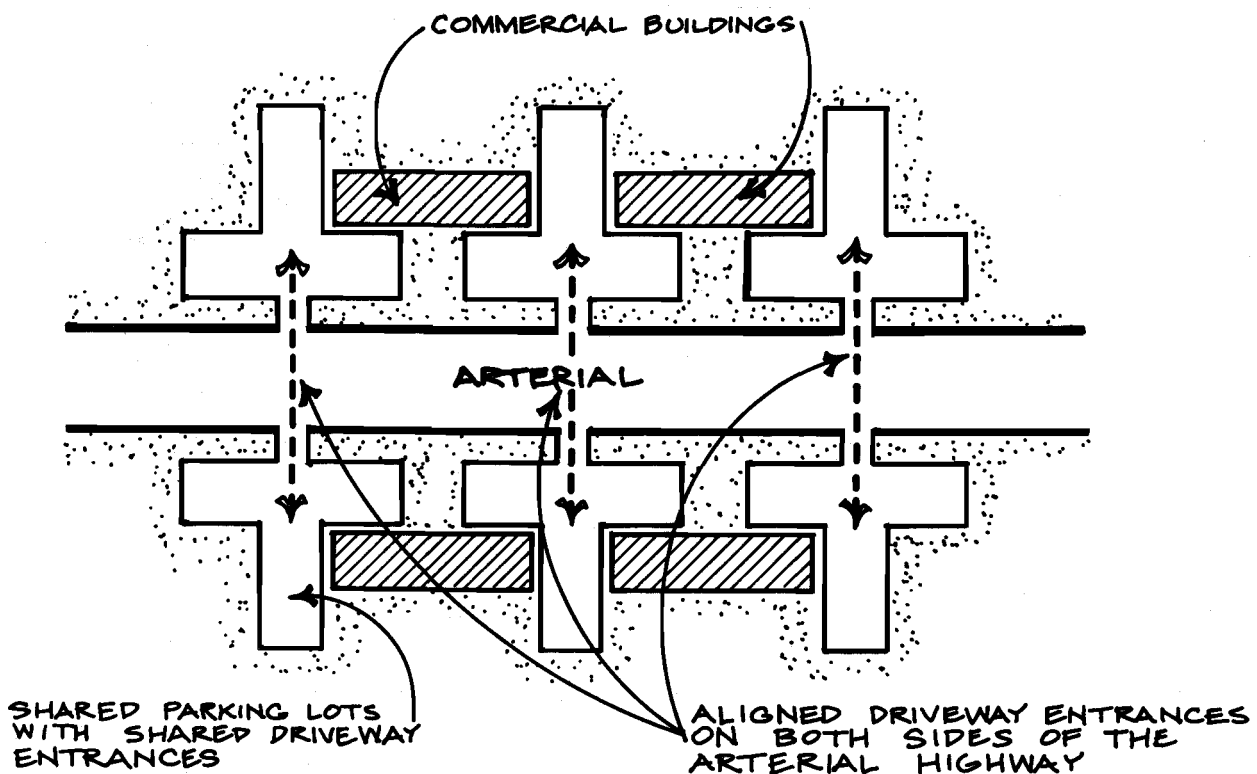 COMMERCIAL BUILDINGS
ARTERIAL
SHARED PARKING LOTS
WITH SHARED DRIVEWAY
ENTRANCES
ALIGNED DRIVEWAY ENTRANCES
ON BOTH SIDES OF THE
ARTERIAL HIGHWAY